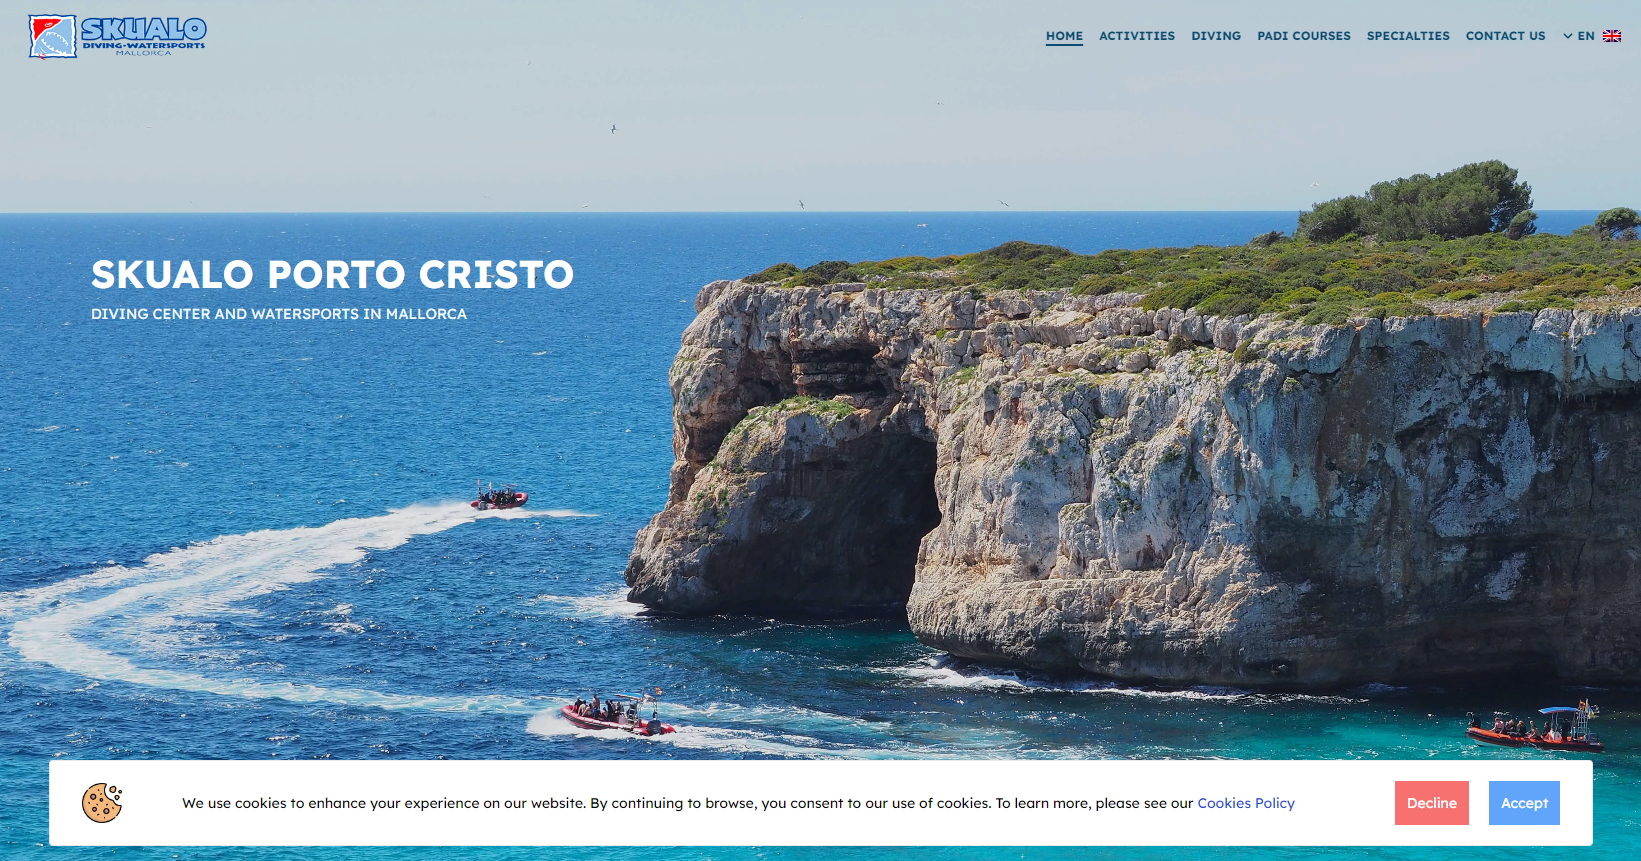 SKUALO
DIVING-WATERSPORTS
MALLORCA
HOME ACTIVITIES DIVING PADI COURSES SPECIALTIES CONTACT US EN
SKUALO PORTO CRISTO
DIVING CENTER AND WATERSPORTS IN MALLORCA
We use cookies to enhance your experience on our website. By continuing to browse, you consent to our use of cookies. To learn more, please see our Cookies Policy
Decline Accept